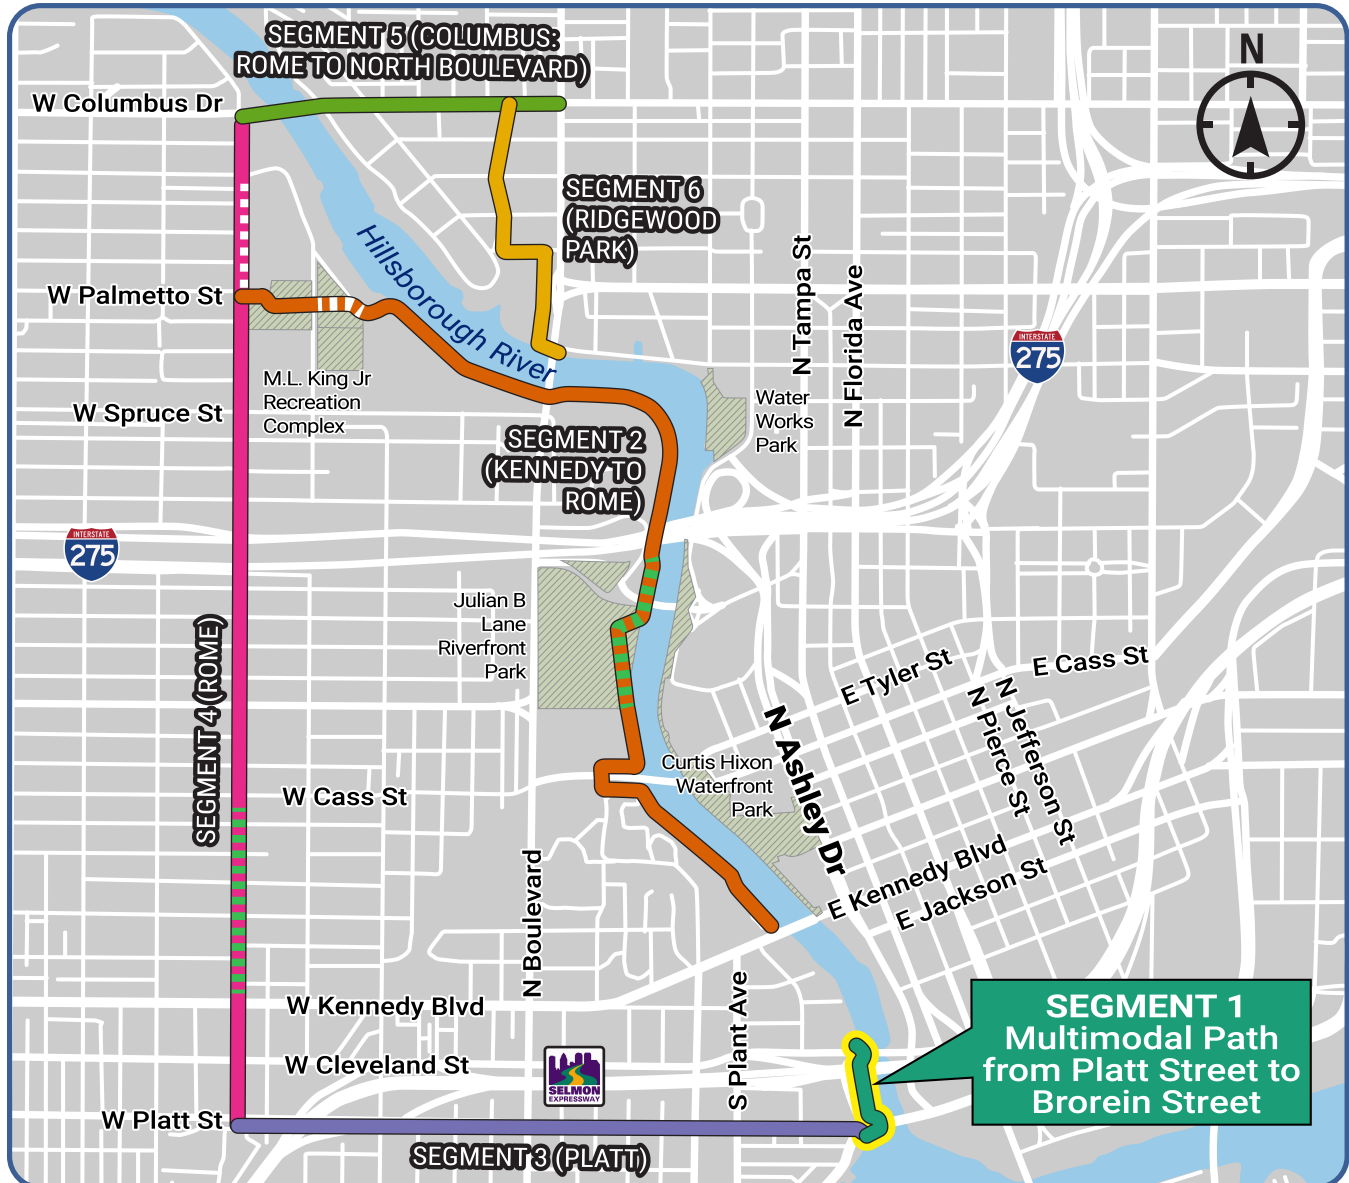 SEGMENT 5 (COLUMBUS:
ROME TO NORTH BOULEVARD)
N
W Columbus Dr
SEGMENT 6
(RIDGEWOOD
PARK)
Hillsborough River
N Tampa St
N Florida Ave
W Palmetto St
INTERSTATE
275
M.L. King Jr
Recreation
Complex
W Spruce St
Water
Works
Park
SEGMENT 2
(KENNEDY TO
ROME)
INTERSTATE
275
Julian B
Lane
Riverfront
Park
SEGMENT 4 (ROME)
E Tyler St
E Cass St
N Jefferson St
N Pierce St
N Ashley Dr
Curtis Hixon
Waterfront
Park
W Cass St
E Kennedy Blvd
E Jackson St
N Boulevard
W Kennedy Blvd
S Plant Ave
SEGMENT 1
Multimodal Path
from Platt Street to
Brorein Street
W Cleveland St
SELMON
EXPRESSWAY
W Platt St
SEGMENT 3 (PLATT)